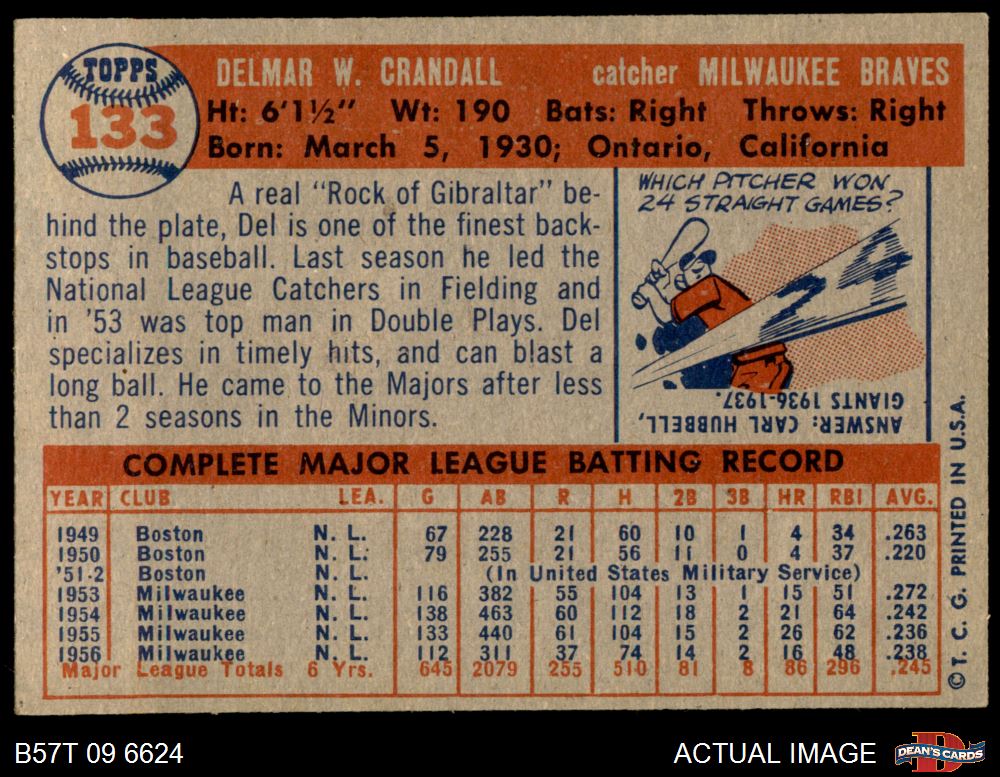 TOPPS
133
DELMAR W. CRANDALL catcher MILWAUKEE BRAVES
Ht: 6'1½" Wt: 190 Bats: Right Throws: Right
Born: March 5, 1930; Ontario, California
A real "Rock of Gibraltar" be-
hind the plate, Del is one of the finest back-
stops in baseball. Last season he led the
National League Catchers in Fielding and
in '53 was top man in Double Plays. Del
specializes in timely hits, and can blast a
long ball. He came to the Majors after less
than 2 seasons in the Minors.
WHICH PITCHER WON
24 STRAIGHT GAMES?
24
ANSWER: CARL HUBBELL,
GIANTS 1936-1937.
COMPLETE MAJOR LEAGUE BATTING RECORD
YEAR CLUB LEA. G AB R H 2B 3B HR RBI AVG.
1949 Boston N. L. 67 228 21 60 10 1 4 34 .263
1950 Boston N. L. 79 255 21 56 11 0 4 37 .220
'51-2 Boston N. L. (In United States Military Service)
1953 Milwaukee N. L. 116 382 55 104 13 1 15 51 .272
1954 Milwaukee N. L. 138 463 60 112 18 2 21 64 .242
1955 Milwaukee N. L. 133 440 61 104 15 2 26 62 .236
1956 Milwaukee N. L. 112 311 37 74 14 2 16 48 .238
Major League Totals 6 Yrs. 645 2079 255 510 81 8 86 296 .245
© T. C. G. PRINTED IN U.S.A.
B57T 09 6624
ACTUAL IMAGE
DEAN'S CARDS